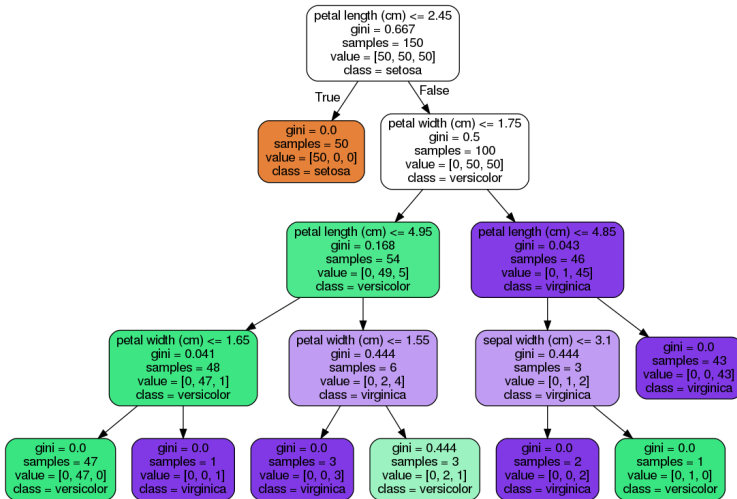 petal length (cm) <= 2.45
gini = 0.667
samples = 150
value = [50, 50, 50]
class = setosa
True
False
gini = 0.0
samples = 50
value = [50, 0, 0]
class = setosa
petal width (cm) <= 1.75
gini = 0.5
samples = 100
value = [0, 50, 50]
class = versicolor
petal length (cm) <= 4.95
gini = 0.168
samples = 54
value = [0, 49, 5]
class = versicolor
petal length (cm) <= 4.85
gini = 0.043
samples = 46
value = [0, 1, 45]
class = virginica
petal width (cm) <= 1.65
gini = 0.041
samples = 48
value = [0, 47, 1]
class = versicolor
petal width (cm) <= 1.55
gini = 0.444
samples = 6
value = [0, 2, 4]
class = virginica
sepal width (cm) <= 3.1
gini = 0.444
samples = 3
value = [0, 1, 2]
class = virginica
gini = 0.0
samples = 43
value = [0, 0, 43]
class = virginica
gini = 0.0
samples = 47
value = [0, 47, 0]
class = versicolor
gini = 0.0
samples = 1
value = [0, 0, 1]
class = virginica
gini = 0.0
samples = 3
value = [0, 0, 3]
class = virginica
gini = 0.444
samples = 3
value = [0, 2, 1]
class = versicolor
gini = 0.0
samples = 2
value = [0, 0, 2]
class = virginica
gini = 0.0
samples = 1
value = [0, 1, 0]
class = versicolor